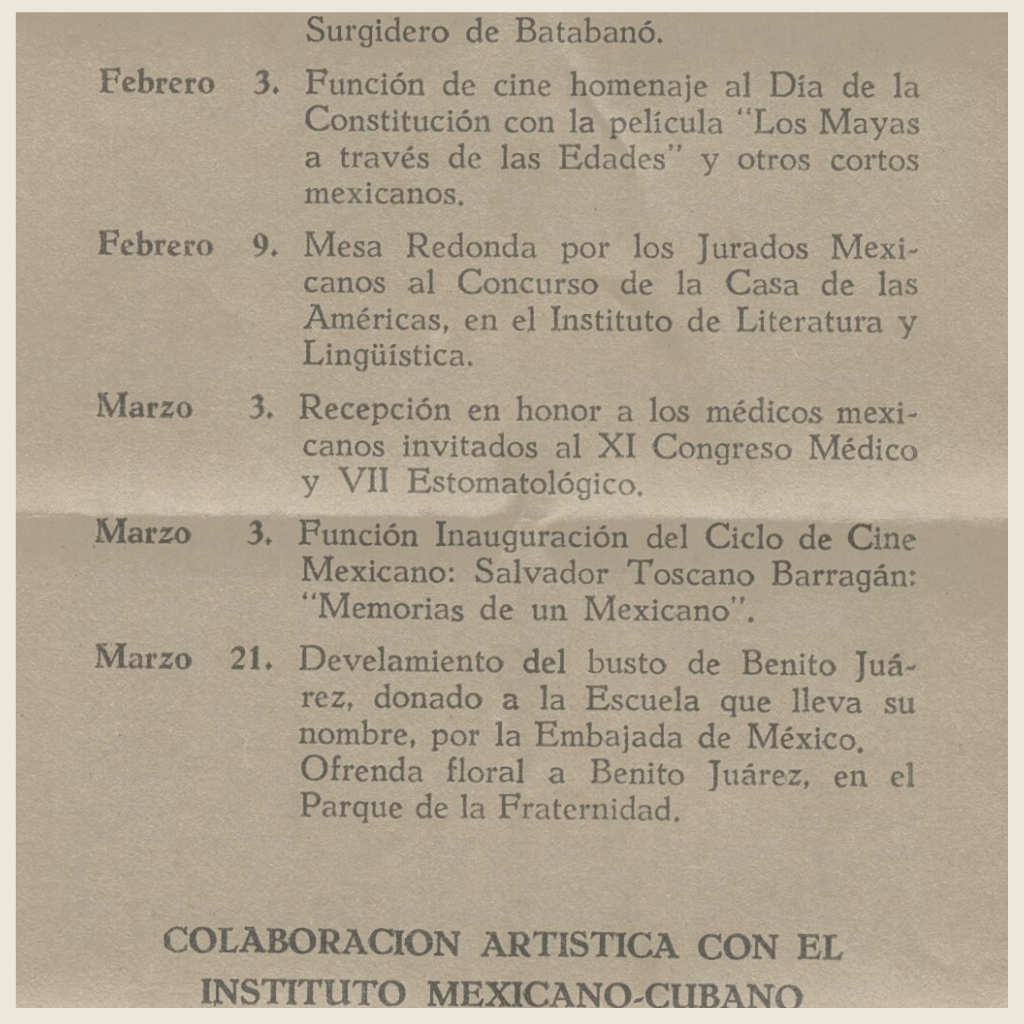 Surgidero de Batabanó.
Febrero 3. Función de cine homenaje al Día de la
Constitución con la película "Los Mayas
a través de las Edades" y otros cortos
mexicanos.
Febrero 9. Mesa Redonda por los Jurados Mexi-
canos al Concurso de la Casa de las
Américas, en el Instituto de Literatura y
Lingüística.
Marzo 3. Recepción en honor a los médicos mexi-
canos invitados al XI Congreso Médico
y VII Estomatológico.
Marzo 3. Función Inauguración del Ciclo de Cine
Mexicano: Salvador Toscano Barragán:
"Memorias de un Mexicano".
Marzo 21. Develamiento del busto de Benito Juá-
rez, donado a la Escuela que lleva su
nombre, por la Embajada de México.
Ofrenda floral a Benito Juárez, en el
Parque de la Fraternidad.
COLABORACION ARTISTICA CON EL
INSTITUTO MEXICANO-CUBANO